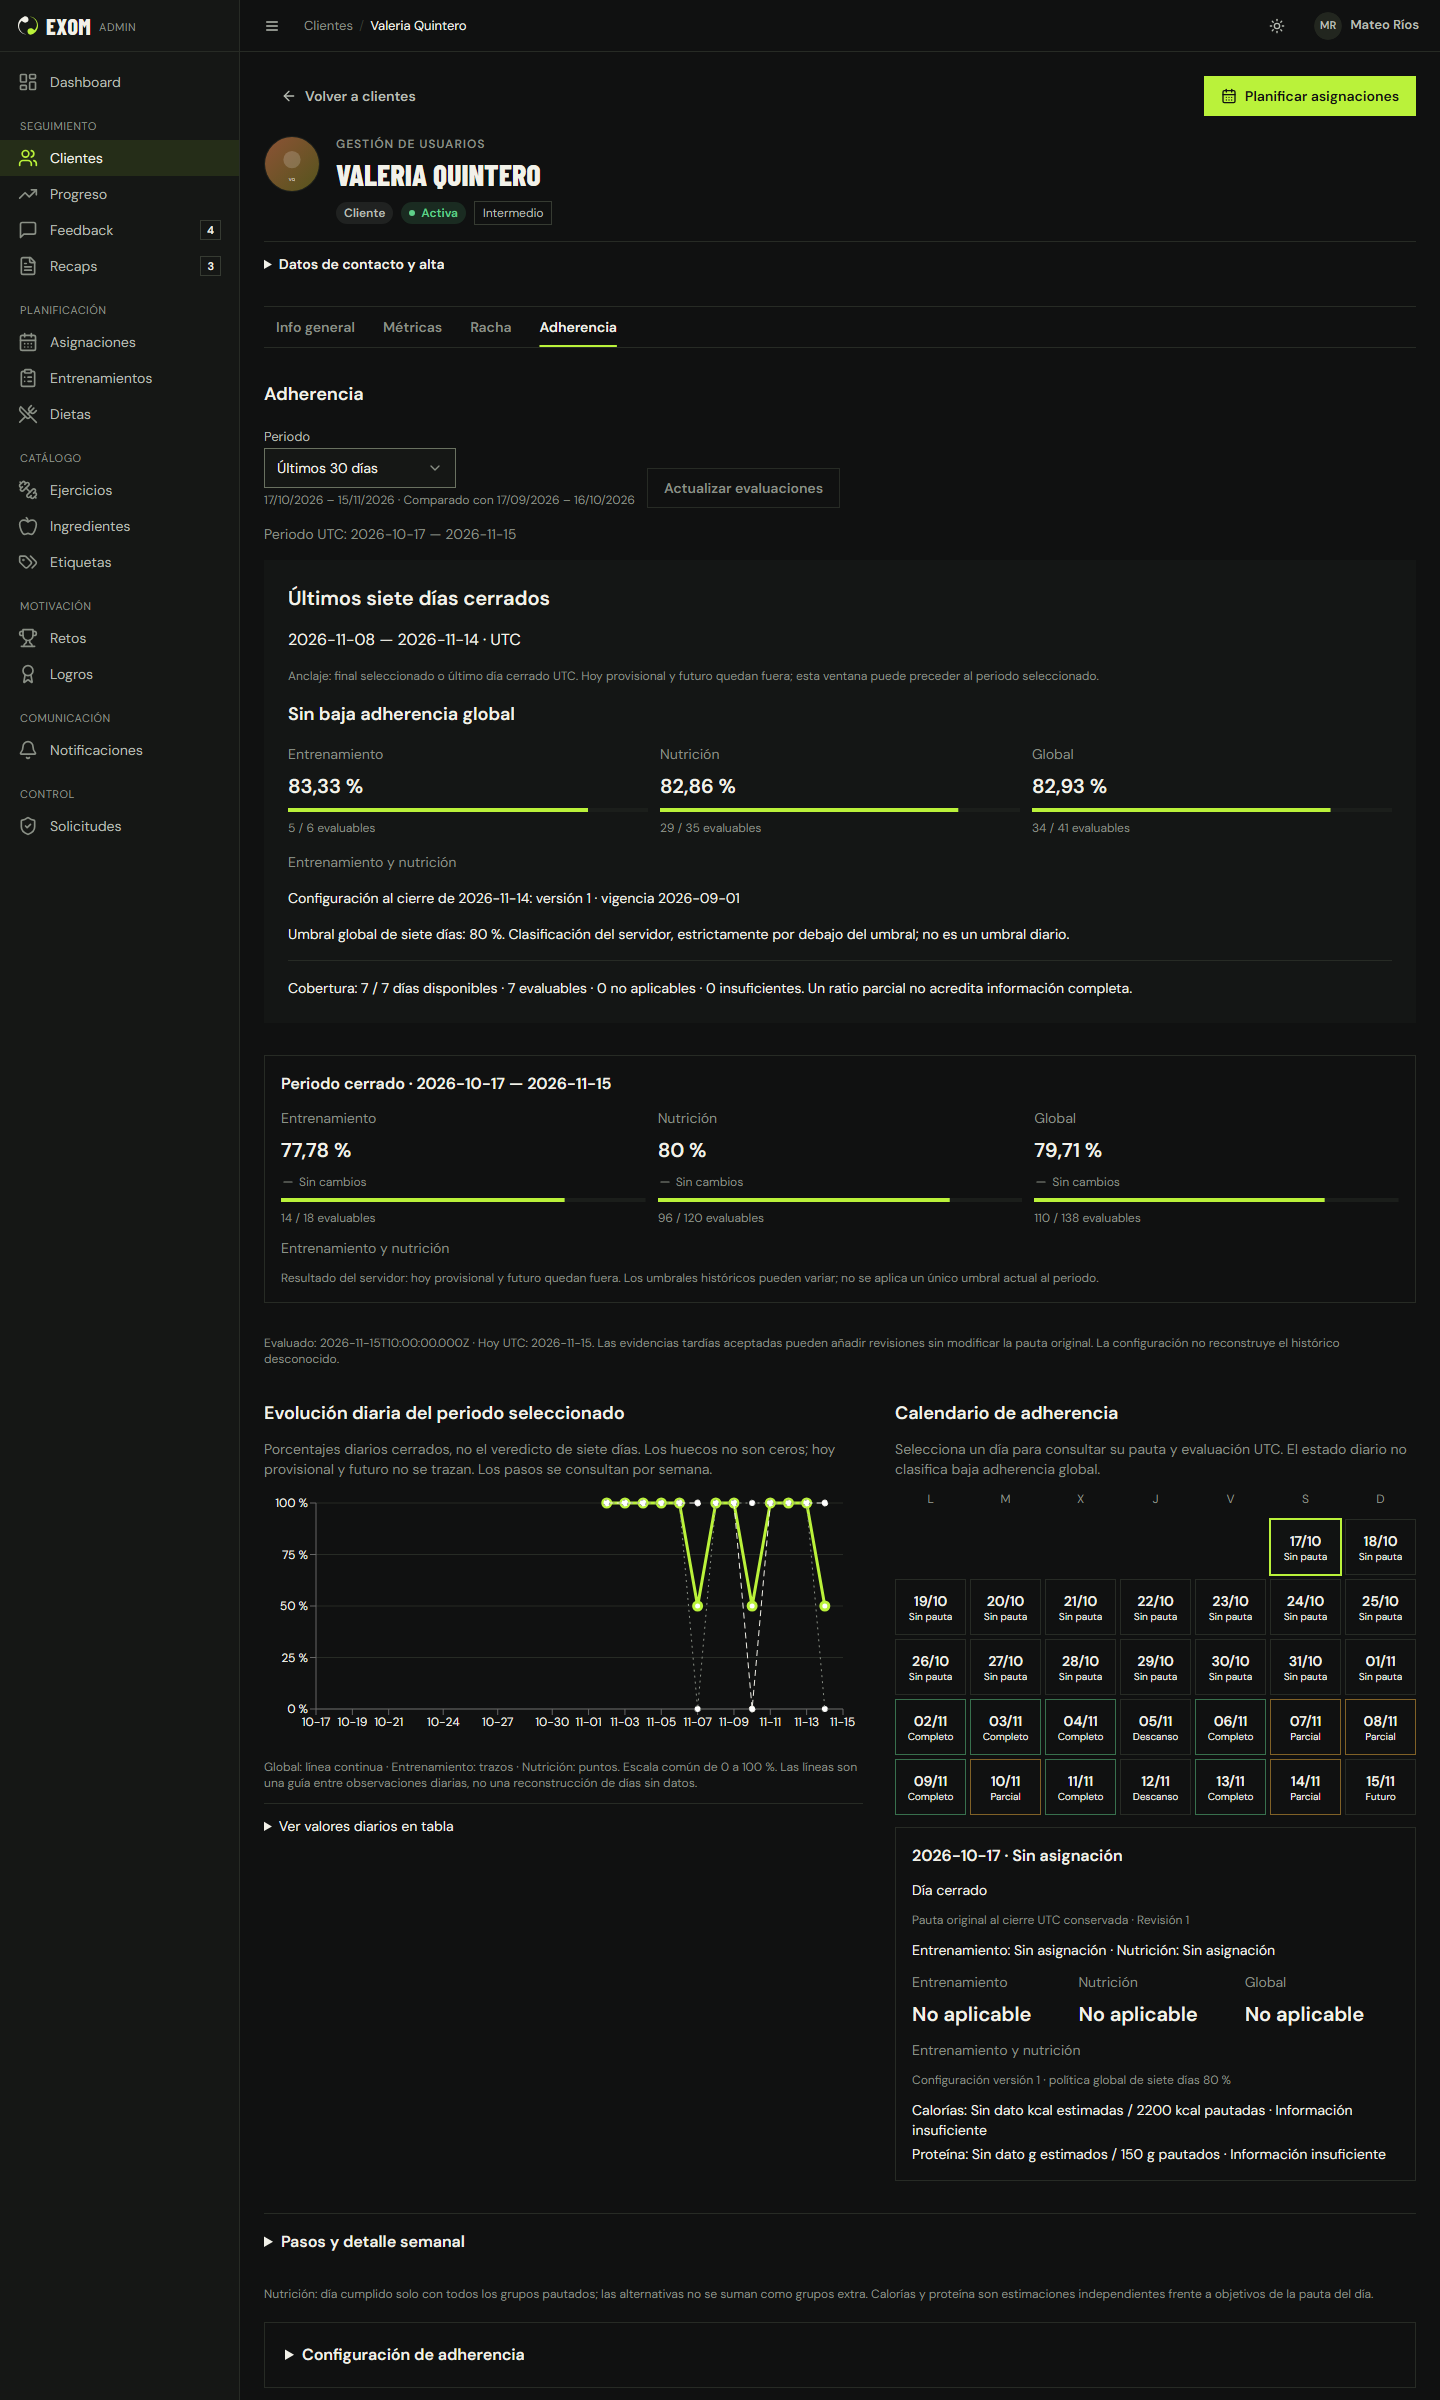 EXOM ADMIN
Clientes / Valeria Quintero
MR Mateo Ríos
Dashboard
SEGUIMIENTO
Clientes
Progreso
Feedback 4
Recaps 3
PLANIFICACIÓN
Asignaciones
Entrenamientos
Dietas
CATÁLOGO
Ejercicios
Ingredientes
Etiquetas
MOTIVACIÓN
Retos
Logros
COMUNICACIÓN
Notificaciones
CONTROL
Solicitudes
Volver a clientes
Planificar asignaciones
GESTIÓN DE USUARIOS
VALERIA QUINTERO
Cliente Activa Intermedio
Datos de contacto y alta
Info general Métricas Racha Adherencia
Adherencia
Periodo
Últimos 30 días
17/10/2026 – 15/11/2026 · Comparado con 17/09/2026 – 16/10/2026
Actualizar evaluaciones
Periodo UTC: 2026-10-17 — 2026-11-15
Últimos siete días cerrados
2026-11-08 — 2026-11-14 · UTC
Anclaje: final seleccionado o último día cerrado UTC. Hoy provisional y futuro quedan fuera; esta ventana puede preceder al periodo seleccionado.
Sin baja adherencia global
Entrenamiento Nutrición Global
83,33 % 82,86 % 82,93 %
5 / 6 evaluables 29 / 35 evaluables 34 / 41 evaluables
Entrenamiento y nutrición
Configuración al cierre de 2026-11-14: versión 1 · vigencia 2026-09-01
Umbral global de siete días: 80 %. Clasificación del servidor, estrictamente por debajo del umbral; no es un umbral diario.
Cobertura: 7 / 7 días disponibles · 7 evaluables · 0 no aplicables · 0 insuficientes. Un ratio parcial no acredita información completa.
Periodo cerrado · 2026-10-17 — 2026-11-15
Entrenamiento Nutrición Global
77,78 % 80 % 79,71 %
— Sin cambios — Sin cambios — Sin cambios
14 / 18 evaluables 96 / 120 evaluables 110 / 138 evaluables
Entrenamiento y nutrición
Resultado del servidor: hoy provisional y futuro quedan fuera. Los umbrales históricos pueden variar; no se aplica un único umbral actual al periodo.
Evaluado: 2026-11-15T10:00:00.000Z · Hoy UTC: 2026-11-15. Las evidencias tardías aceptadas pueden añadir revisiones sin modificar la pauta original. La configuración no reconstruye el histórico
desconocido.
Evolución diaria del periodo seleccionado
Porcentajes diarios cerrados, no el veredicto de siete días. Los huecos no son ceros; hoy
provisional y futuro no se trazan. Los pasos se consultan por semana.
100 %
75 %
50 %
25 %
0 %
10-17 10-19 10-21 10-24 10-27 10-30 11-01 11-03 11-05 11-07 11-09 11-11 11-13 11-15
Global: línea continua · Entrenamiento: trazos · Nutrición: puntos. Escala común de 0 a 100 %. Las líneas son
una guía entre observaciones diarias, no una reconstrucción de días sin datos.
Ver valores diarios en tabla
Calendario de adherencia
Selecciona un día para consultar su pauta y evaluación UTC. El estado diario no
clasifica baja adherencia global.
L M X J V S D
17/10 18/10
Sin pauta Sin pauta
19/10 20/10 21/10 22/10 23/10 24/10 25/10
Sin pauta Sin pauta Sin pauta Sin pauta Sin pauta Sin pauta Sin pauta
26/10 27/10 28/10 29/10 30/10 31/10 01/11
Sin pauta Sin pauta Sin pauta Sin pauta Sin pauta Sin pauta Sin pauta
02/11 03/11 04/11 05/11 06/11 07/11 08/11
Completo Completo Completo Descanso Completo Parcial Parcial
09/11 10/11 11/11 12/11 13/11 14/11 15/11
Completo Parcial Completo Descanso Completo Parcial Futuro
2026-10-17 · Sin asignación
Día cerrado
Pauta original al cierre UTC conservada · Revisión 1
Entrenamiento: Sin asignación · Nutrición: Sin asignación
Entrenamiento Nutrición Global
No aplicable No aplicable No aplicable
Entrenamiento y nutrición
Configuración versión 1 · política global de siete días 80 %
Calorías: Sin dato kcal estimadas / 2200 kcal pautadas · Información
insuficiente
Proteína: Sin dato g estimados / 150 g pautados · Información insuficiente
Pasos y detalle semanal
Nutrición: día cumplido solo con todos los grupos pautados; las alternativas no se suman como grupos extra. Calorías y proteína son estimaciones independientes frente a objetivos de la pauta del día.
Configuración de adherencia